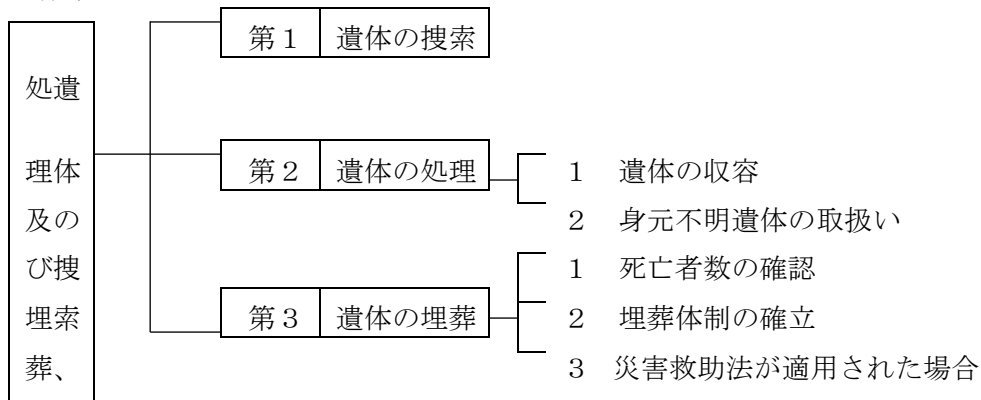 遺体の捜索、
処理及び埋葬
第１ 遺体の捜索
第２ 遺体の処理
１ 遺体の収容
２ 身元不明遺体の取扱い
第３ 遺体の埋葬
１ 死亡者数の確認
２ 埋葬体制の確立
３ 災害救助法が適用された場合